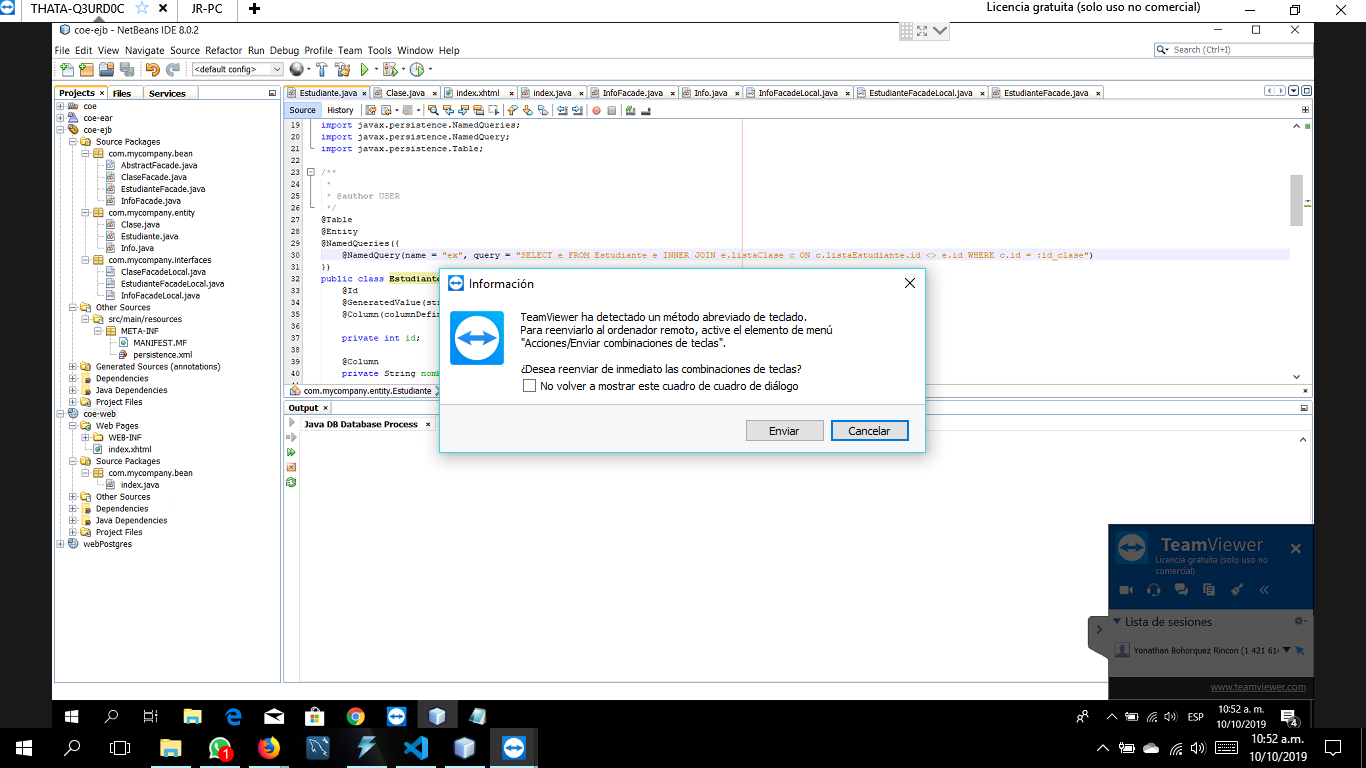 THATA-Q3URD0C
JR-PC
Licencia gratuita (solo uso no comercial)
coe-ejb - NetBeans IDE 8.0.2
File Edit View Navigate Source Refactor Run Debug Profile Team Tools Window Help
Search (Ctrl+I)
<default config>
Projects Files Services
coe
coe-ear
coe-ejb
Source Packages
com.mycompany.bean
AbstractFacade.java
ClaseFacade.java
EstudianteFacade.java
InfoFacade.java
com.mycompany.entity
Clase.java
Estudiante.java
Info.java
com.mycompany.interfaces
ClaseFacadeLocal.java
EstudianteFacadeLocal.java
InfoFacadeLocal.java
Other Sources
src/main/resources
META-INF
MANIFEST.MF
persistence.xml
Generated Sources (annotations)
Dependencies
Java Dependencies
Project Files
coe-web
Web Pages
WEB-INF
index.xhtml
Source Packages
com.mycompany.bean
index.java
Other Sources
Dependencies
Java Dependencies
Project Files
webPostgres
Estudiante.java Clase.java index.xhtml index.java InfoFacade.java Info.java InfoFacadeLocal.java EstudianteFacadeLocal.java EstudianteFacade.java
Source History
19 import javax.persistence.NamedQueries;
20 import javax.persistence.NamedQuery;
21 import javax.persistence.Table;
22
23 /**
24 *
25 * @author USER
26 */
27 @Table
28 @Entity
29 @NamedQueries({
30 @NamedQuery(name = "ex", query = "SELECT e FROM Estudiante e INNER JOIN e.listaClase c ON c.listaEstudiante.id <> e.id WHERE c.id = :id_clase")
31 })
32 public class Estudiante
33 @Id
34 @GeneratedValue(str
35 @Column(columnDefin
36
37 private int id;
38
39 @Column
40 private String nomb
com.mycompany.entity.Estudiante
Output
Java DB Database Process
Información
TeamViewer ha detectado un método abreviado de teclado.
Para reenviarlo al ordenador remoto, active el elemento de menú
"Acciones/Enviar combinaciones de teclas".
¿Desea reenviar de inmediato las combinaciones de teclas?
No volver a mostrar este cuadro de cuadro de diálogo
Enviar Cancelar
TeamViewer
Licencia gratuita (solo uso no
comercial)
Lista de sesiones
Yonathan Bohorquez Rincon (1 421 61
www.teamviewer.com
ESP
10:52 a. m.
10/10/2019
4
1
10:52 a.m.
10/10/2019